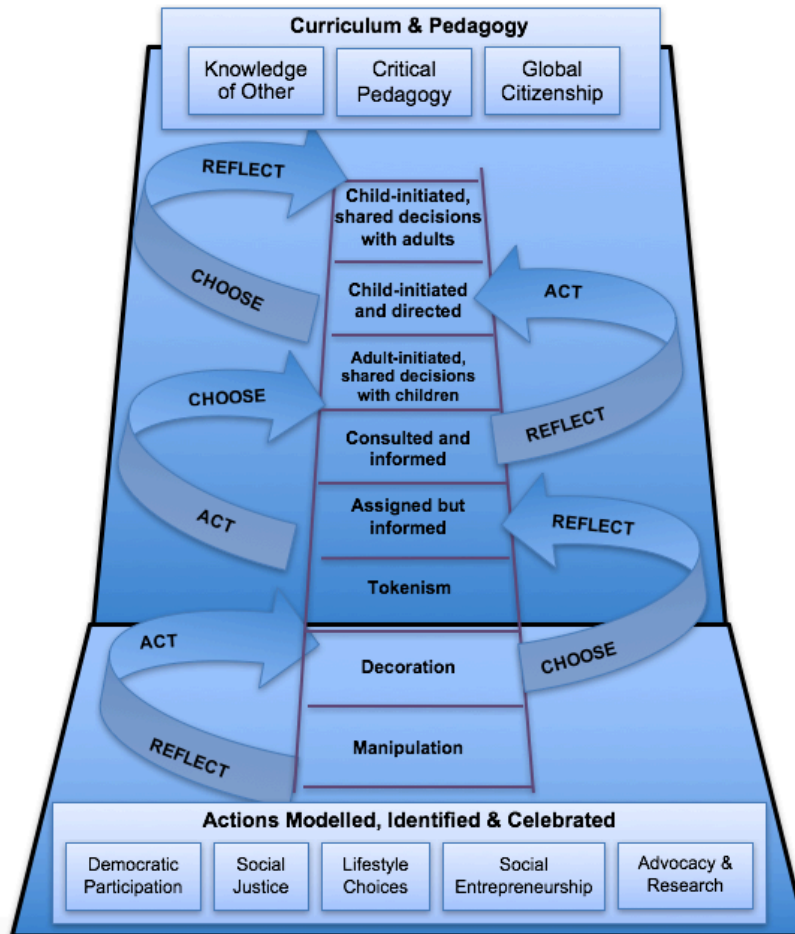 Curriculum & Pedagogy
Knowledge
of Other
Critical
Pedagogy
Global
Citizenship
REFLECT
CHOOSE
Child-initiated,
shared decisions
with adults
Child-initiated
and directed
ACT
REFLECT
Adult-initiated,
shared decisions
with children
CHOOSE
ACT
Consulted and
informed
Assigned but
informed
REFLECT
CHOOSE
Tokenism
ACT
REFLECT
Decoration
Manipulation
Actions Modelled, Identified & Celebrated
Democratic
Participation
Social
Justice
Lifestyle
Choices
Social
Entrepreneurship
Advocacy &
Research